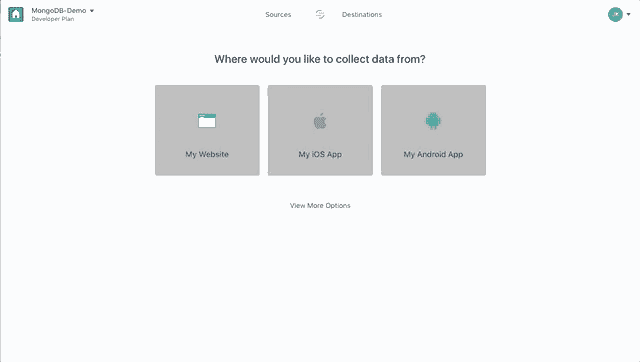 MongoDB-Demo
Developer Plan
Sources
Destinations
Where would you like to collect data from?
My Website
My iOS App
My Android App
View More Options